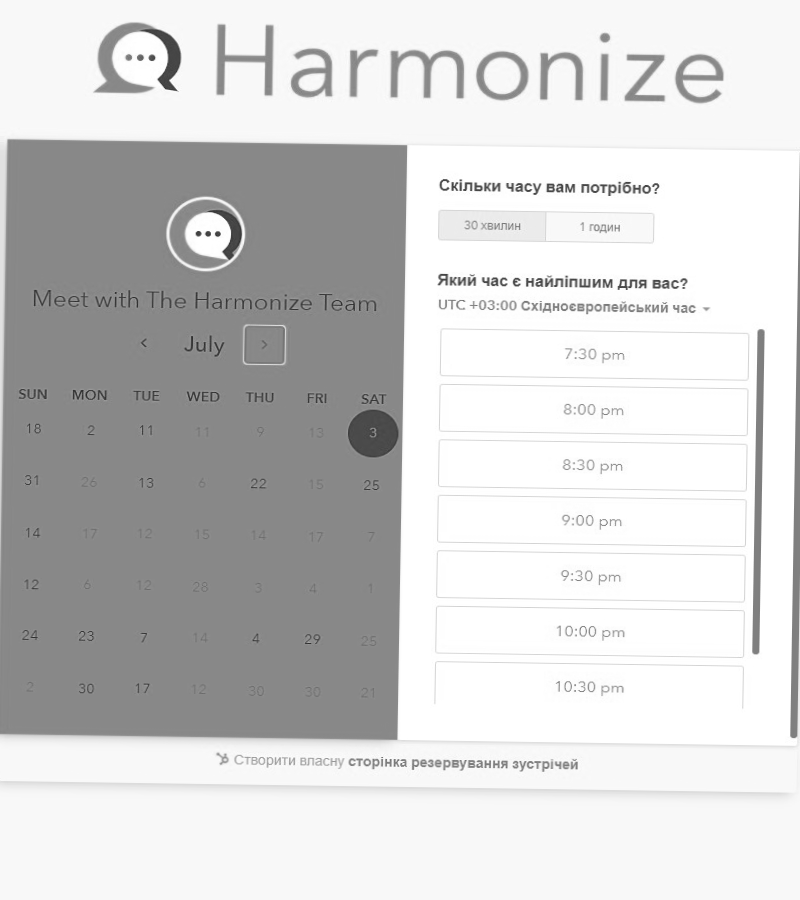 Harmonize
Meet with The Harmonize Team
July
SUN MON TUE WED THU FRI SAT
18 2 11 11 9 13 3
31 26 13 6 22 15 25
14 17 12 15 14 17 7
12 6 12 28 3 4 1
24 23 7 14 4 29 25
2 30 17 12 30 30 21
Скільки часу вам потрібно?
30 хвилин 1 годин
Який час є найліпшим для вас?
UTC +03:00 Східноєвропейський час
7:30 pm
8:00 pm
8:30 pm
9:00 pm
9:30 pm
10:00 pm
10:30 pm
Створити власну сторінка резервування зустрічей